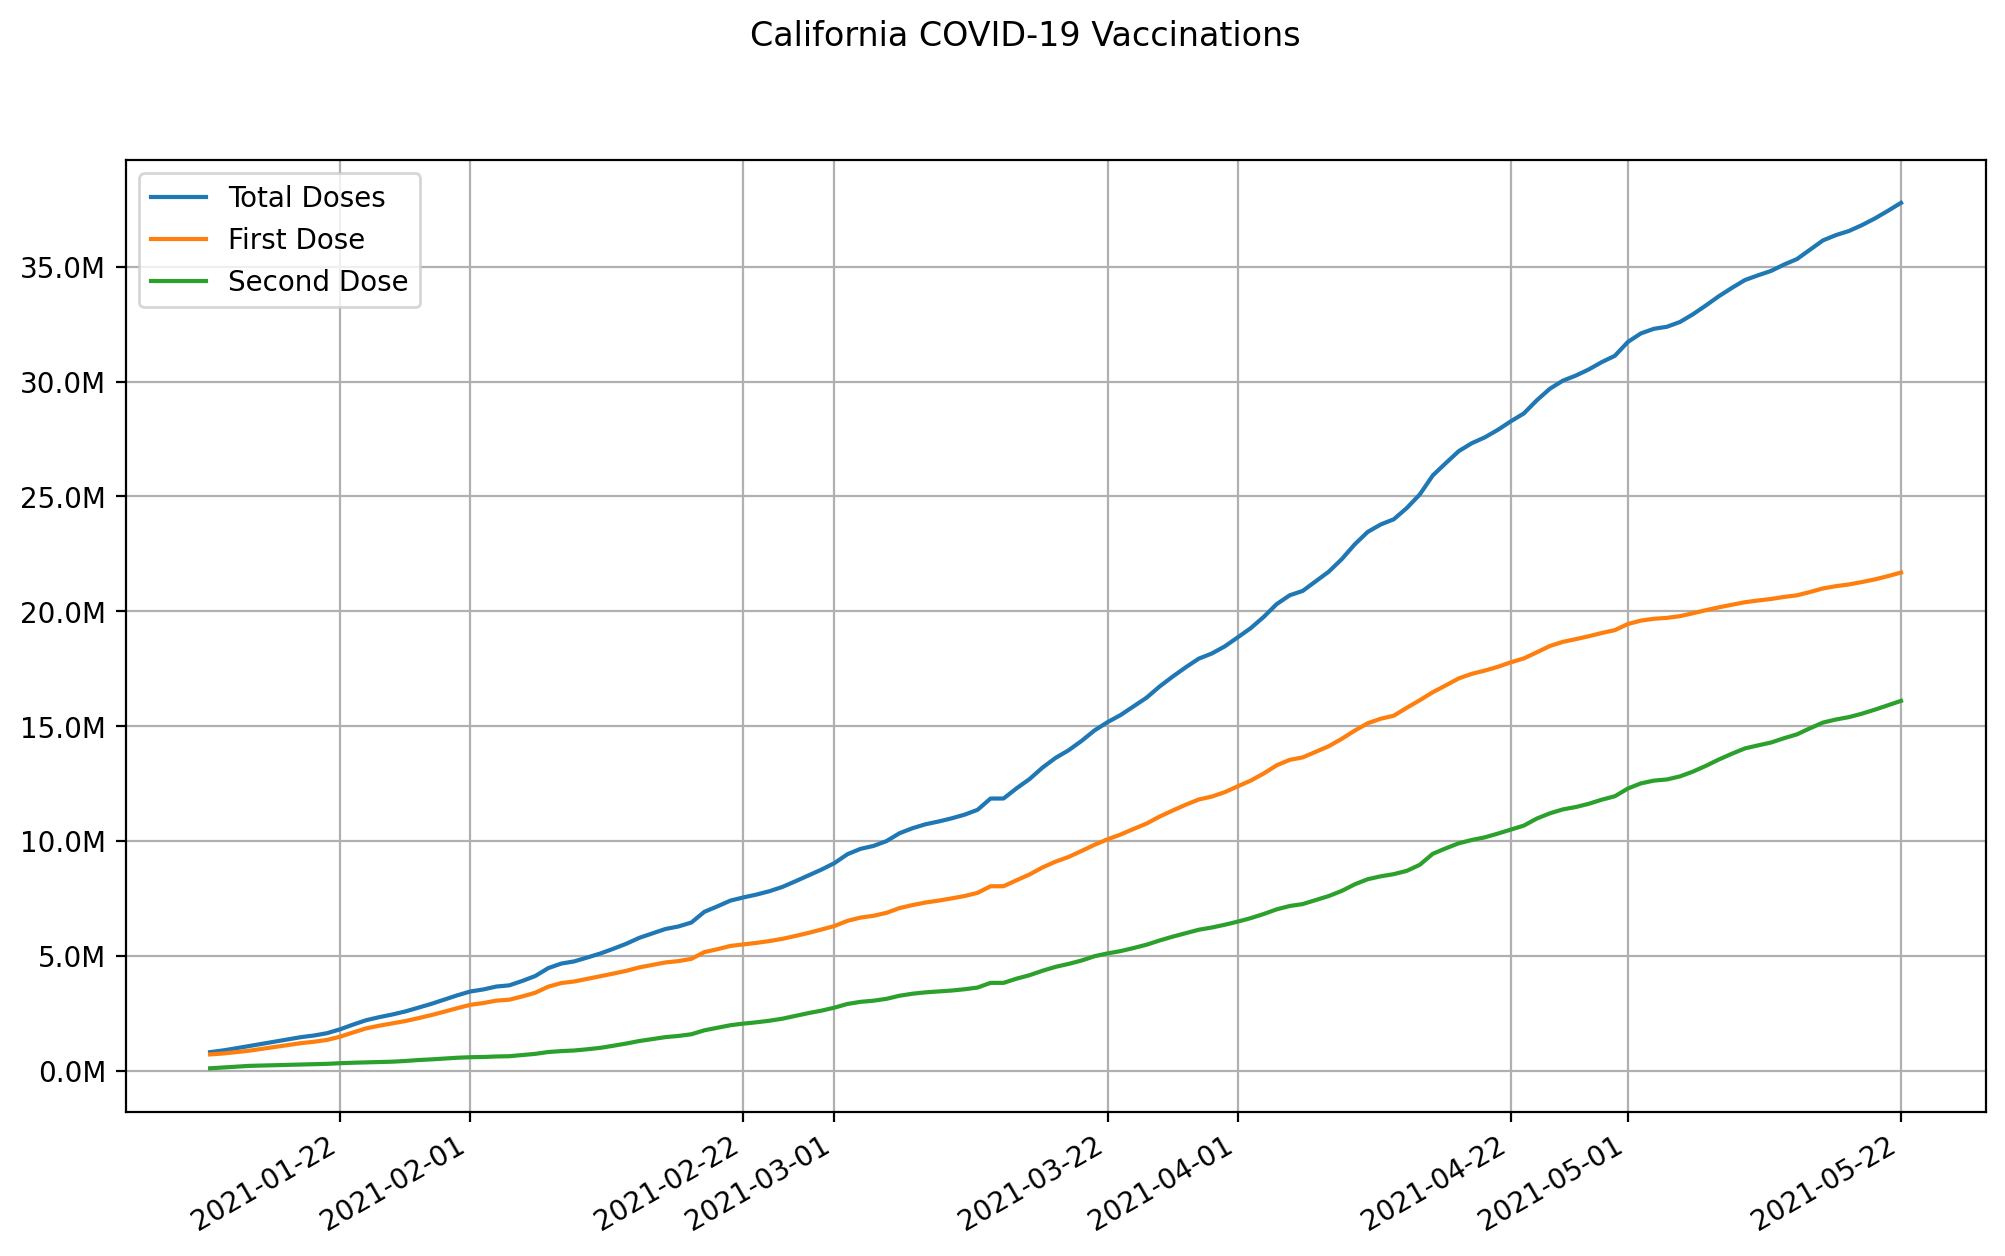 California COVID-19 Vaccinations
Total Doses
First Dose
Second Dose
35.0M
30.0M
25.0M
20.0M
15.0M
10.0M
5.0M
0.0M
2021-01-22
2021-02-01
2021-02-22
2021-03-01
2021-03-22
2021-04-01
2021-04-22
2021-05-01
2021-05-22